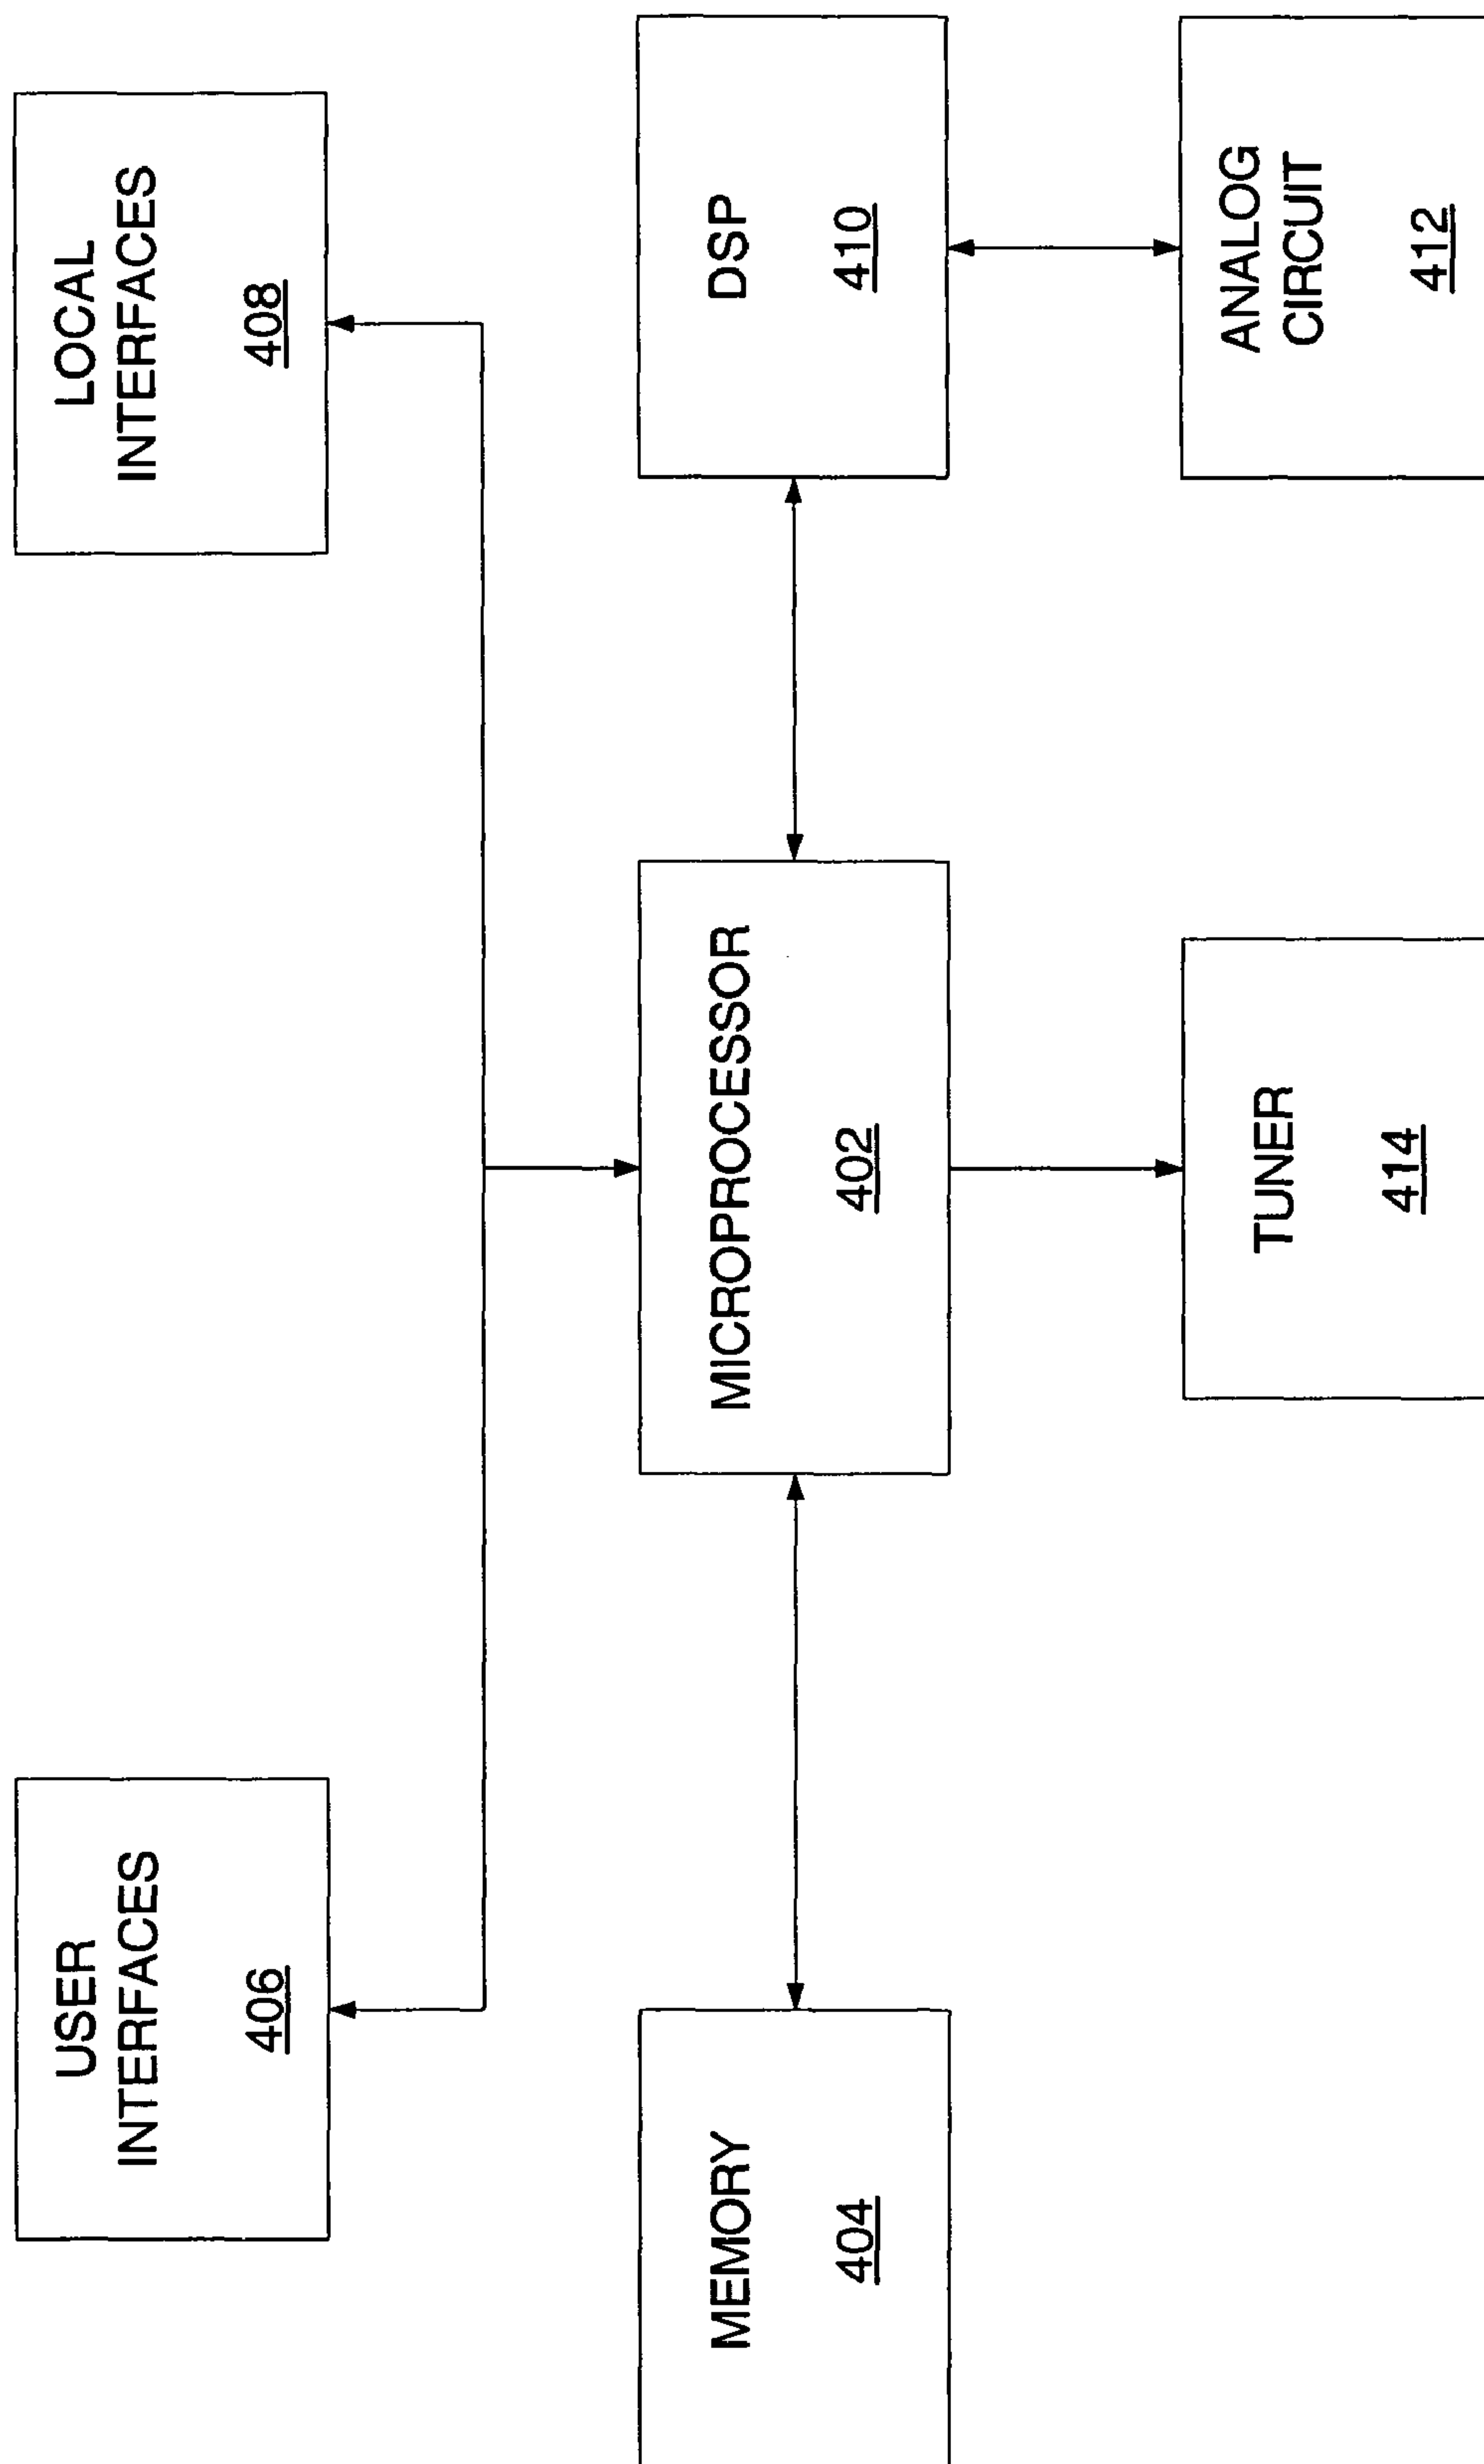 USER
INTERFACES
406
LOCAL
INTERFACES
408
MEMORY
404
MICROPROCESSOR
402
DSP
410
TUNER
414
ANALOG
CIRCUIT
412